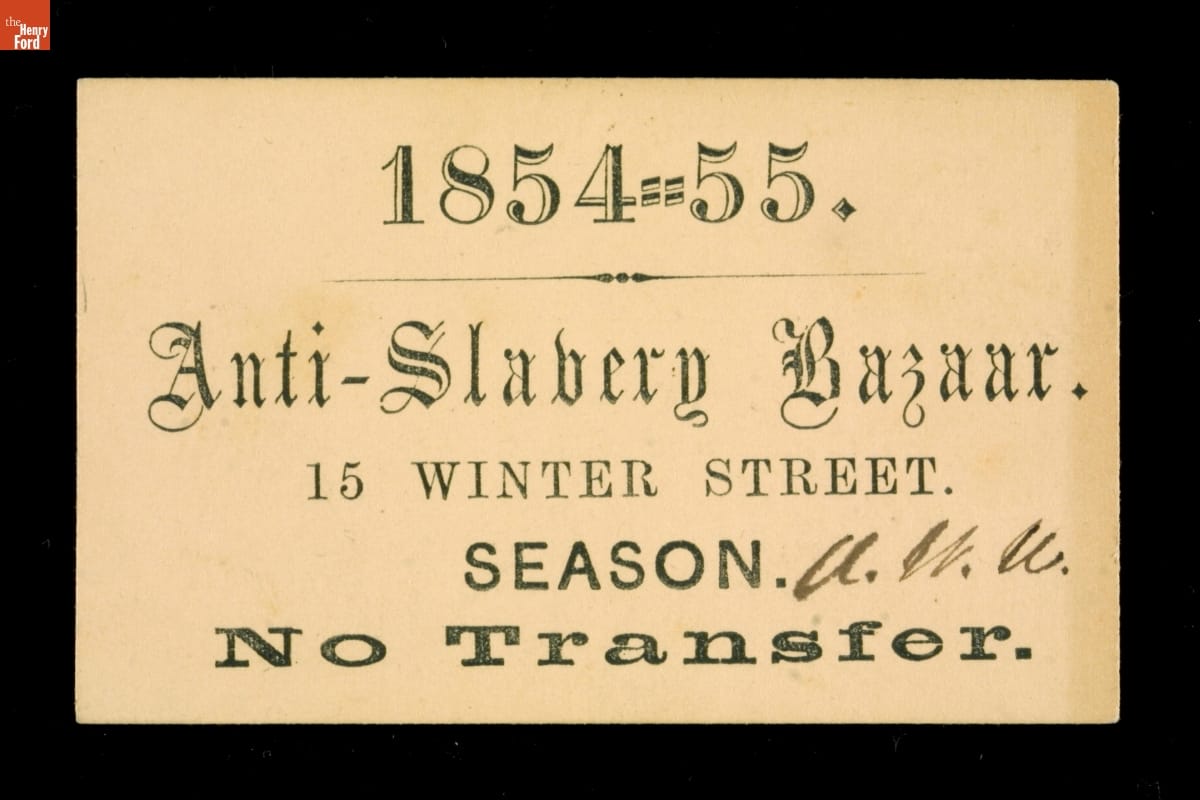 the
Henry
Ford
1854=55.
Anti-Slavery Bazaar.
15 WINTER STREET.
SEASON.
No Transfer.